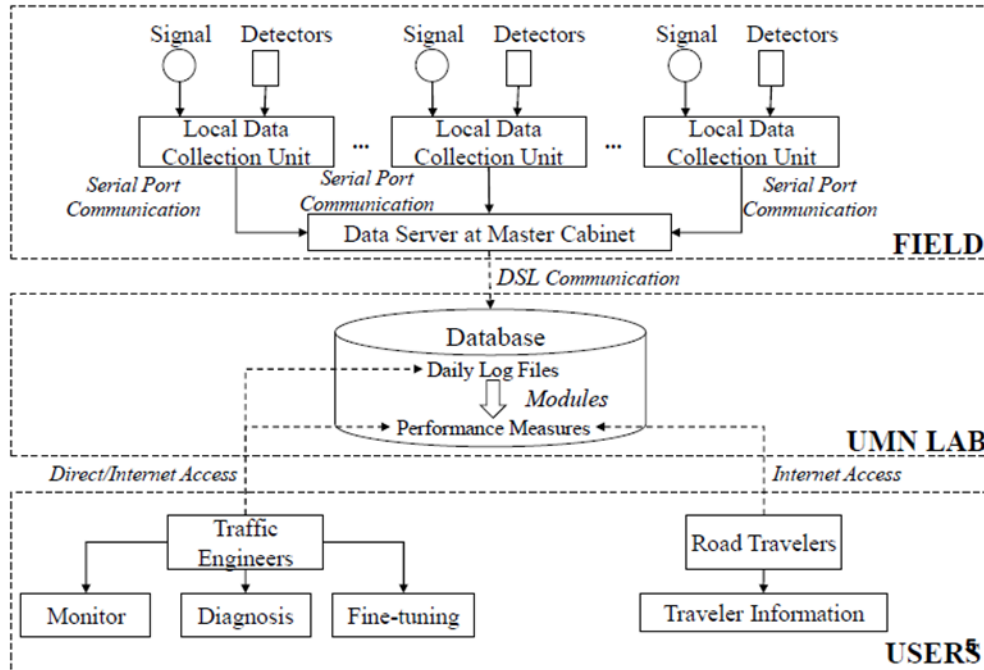 Signal Detectors Signal Detectors Signal Detectors
Local Data
Collection Unit
...
Local Data
Collection Unit
...
Local Data
Collection Unit
Serial Port
Communication
Serial Port
Communication
Serial Port
Communication
Data Server at Master Cabinet
FIELD
DSL Communication
Database
Daily Log Files
Modules
Performance Measures
UMN LAB
Direct/Internet Access
Internet Access
Traffic
Engineers
Road Travelers
Monitor
Diagnosis
Fine-tuning
Traveler Information
USERS
5